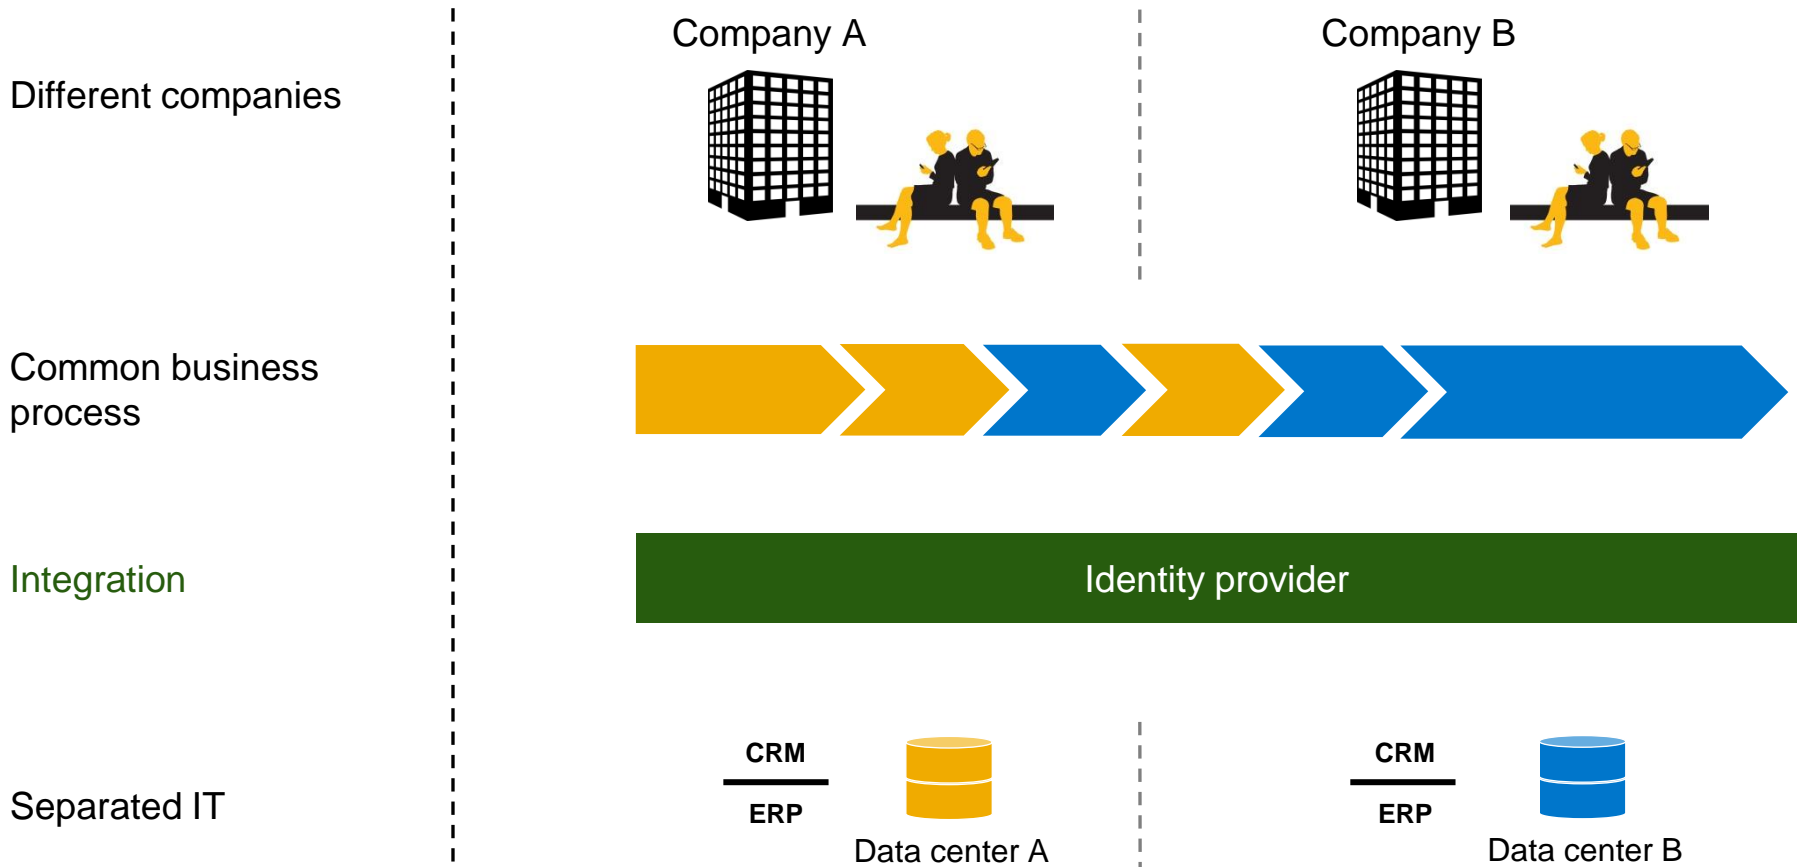 Company A
Company B
Different companies
Common business
process
Integration
Identity provider
CRM
ERP
CRM
ERP
Separated IT
Data center A
Data center B